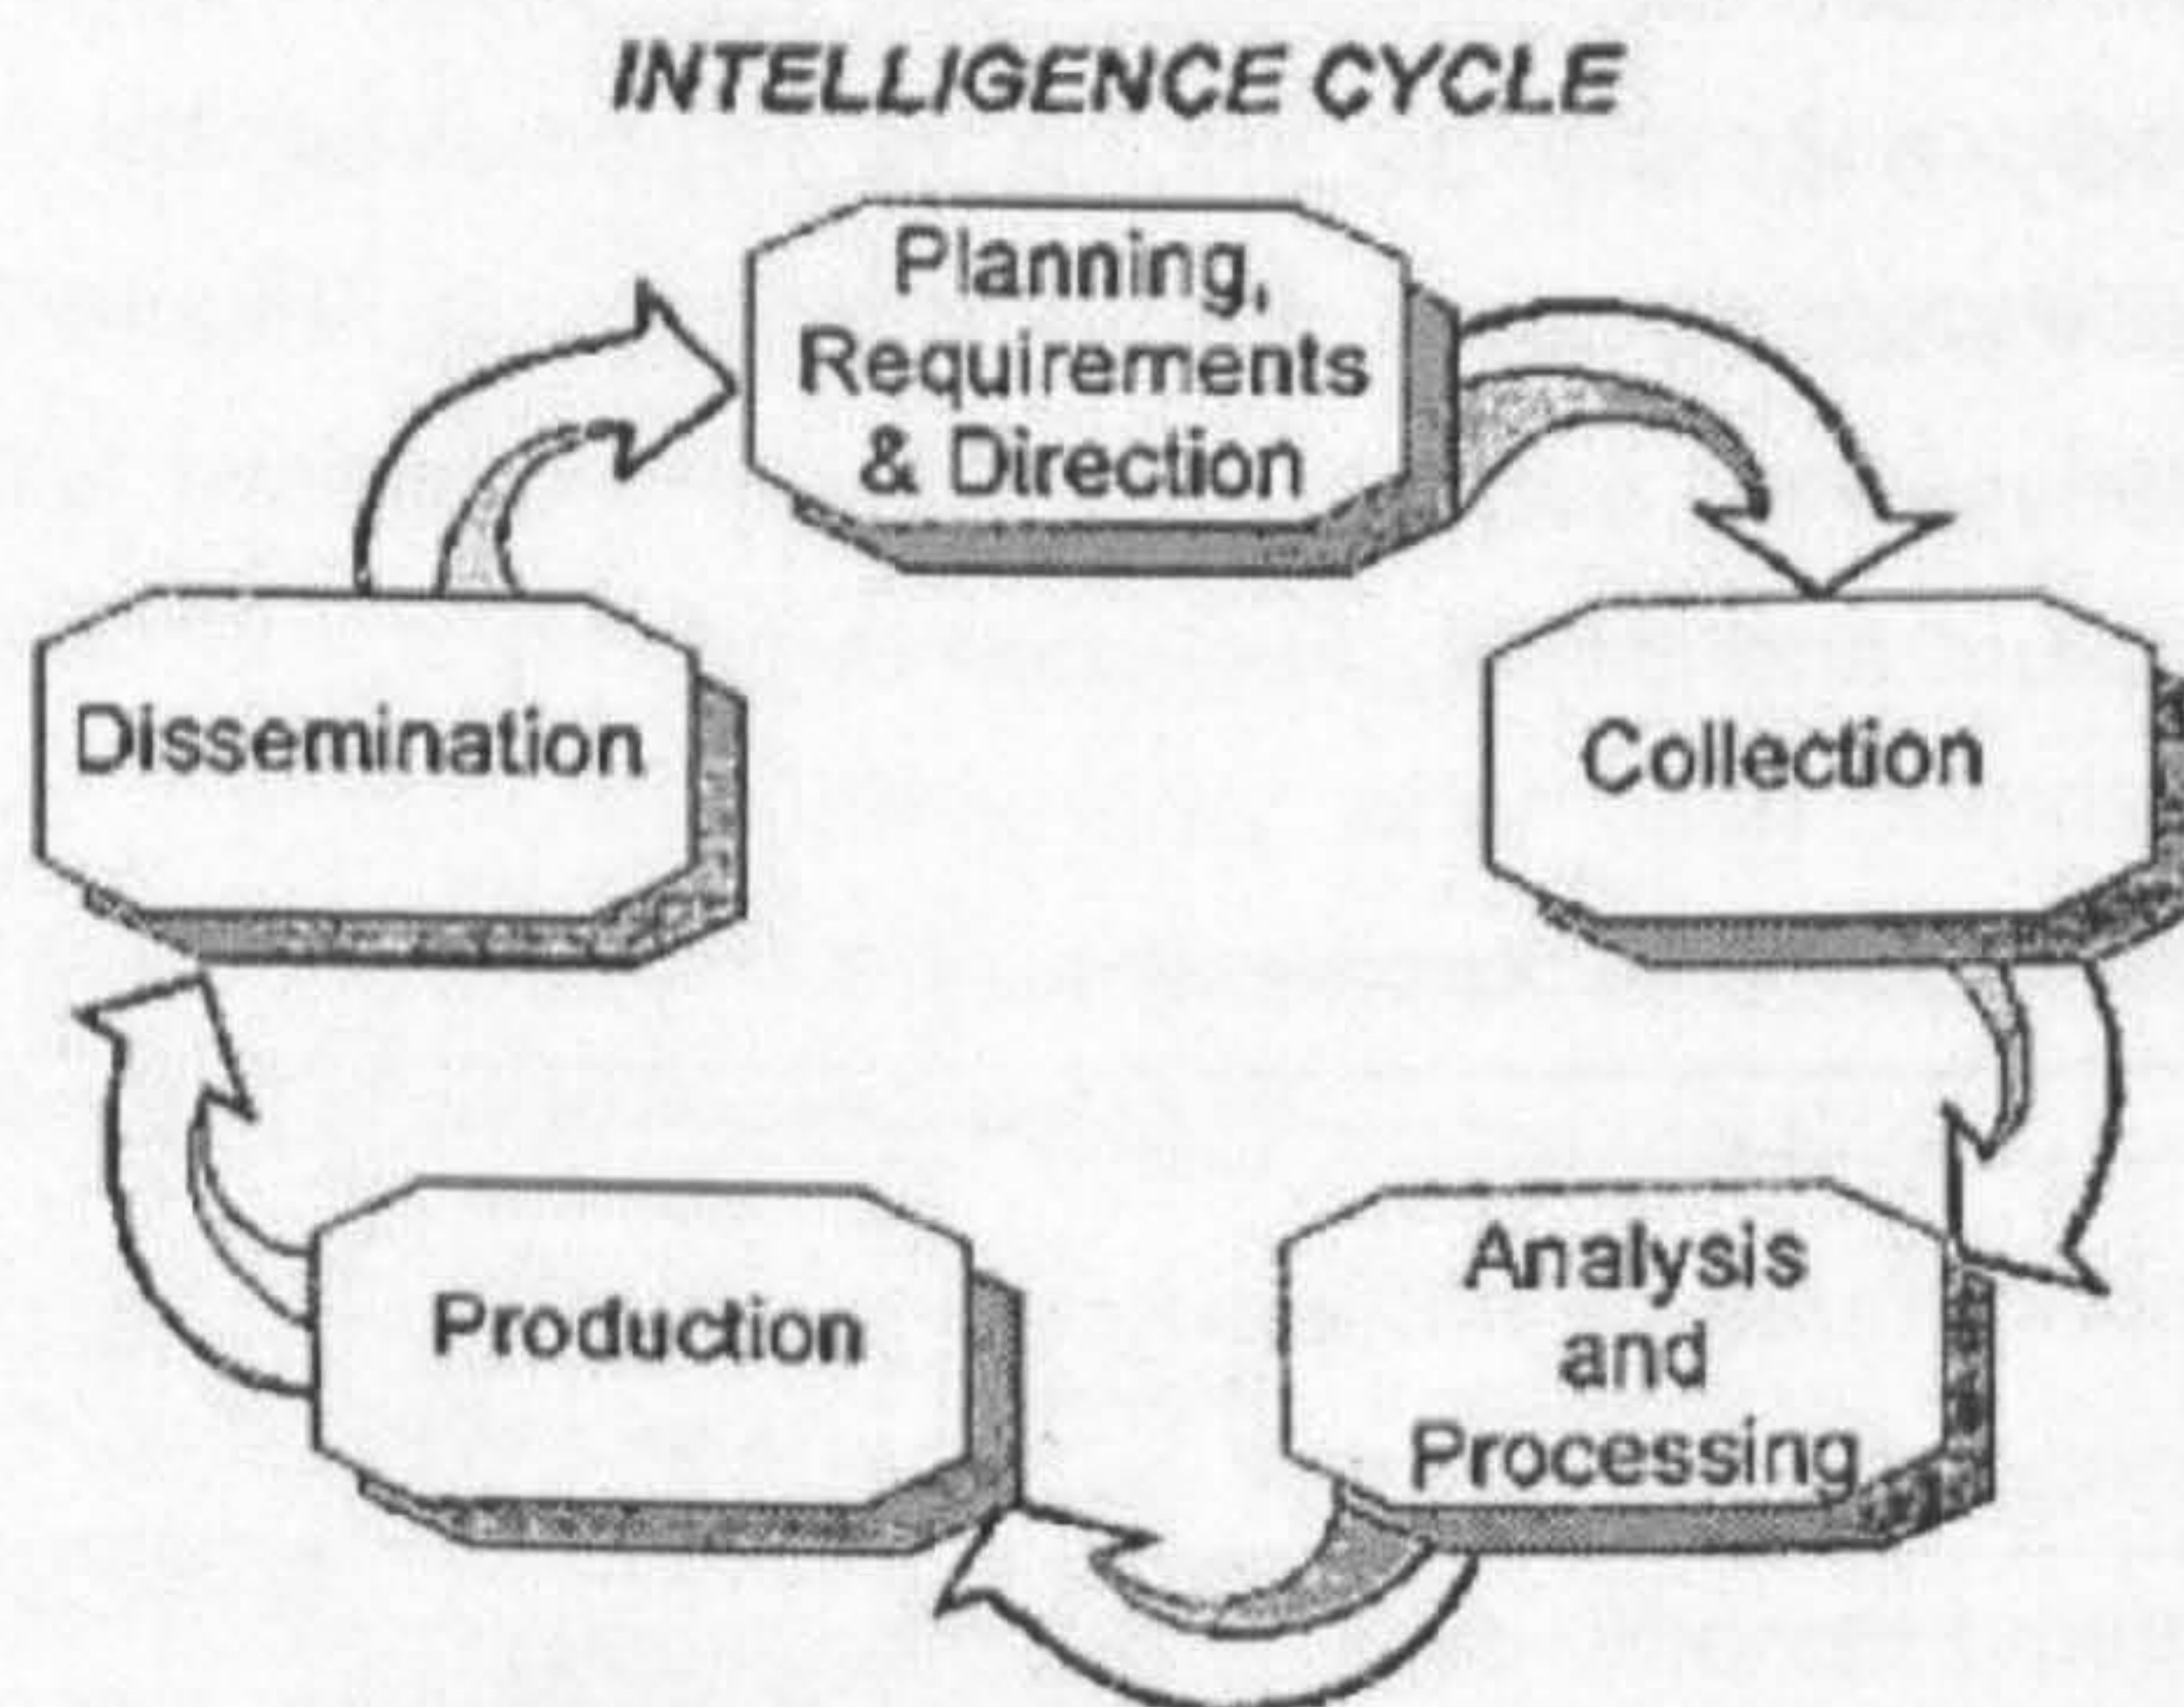 INTELLIGENCE CYCLE
Planning,
Requirements
& Direction
Dissemination
Collection
Production
Analysis
and
Processing